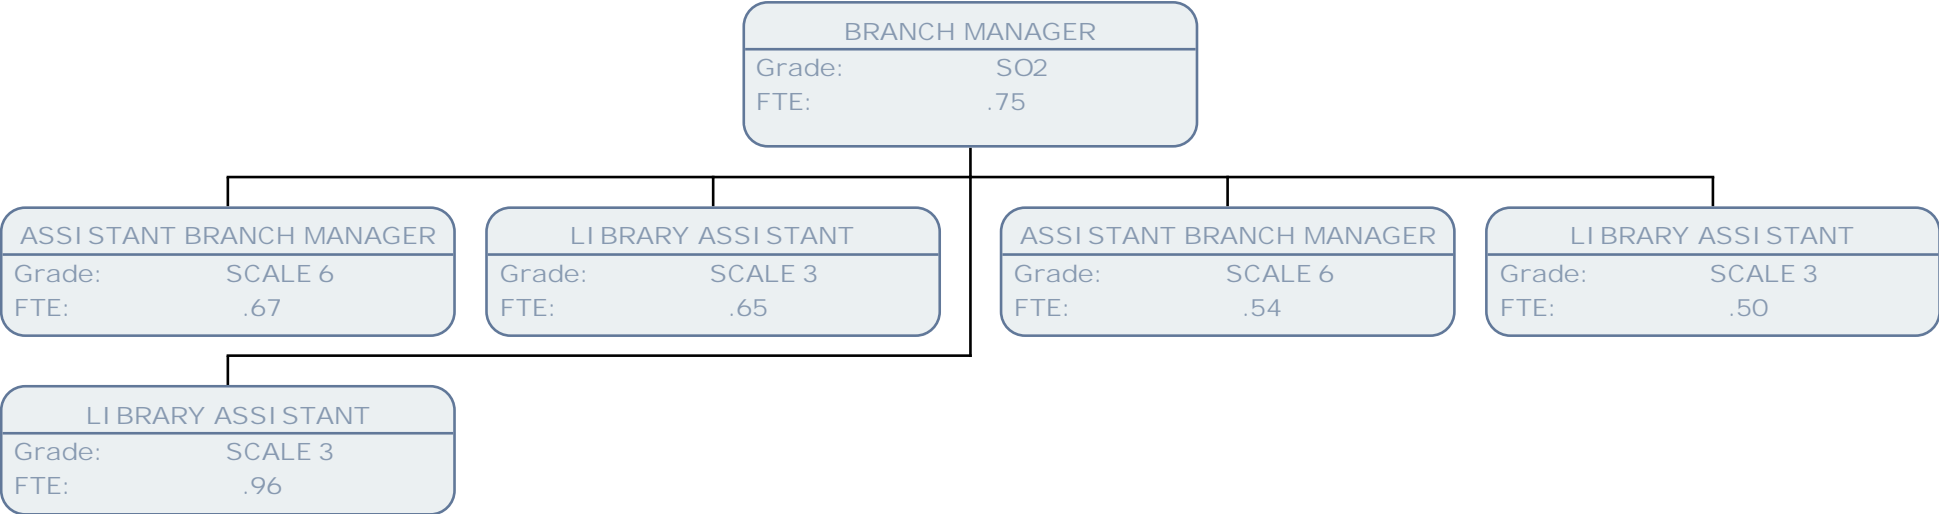 BRANCH MANAGER
Grade: SO2
FTE: .75
ASSISTANT BRANCH MANAGER
Grade: SCALE 6
FTE: .67
LIBRARY ASSISTANT
Grade: SCALE 3
FTE: .65
ASSISTANT BRANCH MANAGER
Grade: SCALE 6
FTE: .54
LIBRARY ASSISTANT
Grade: SCALE 3
FTE: .50
LIBRARY ASSISTANT
Grade: SCALE 3
FTE: .96